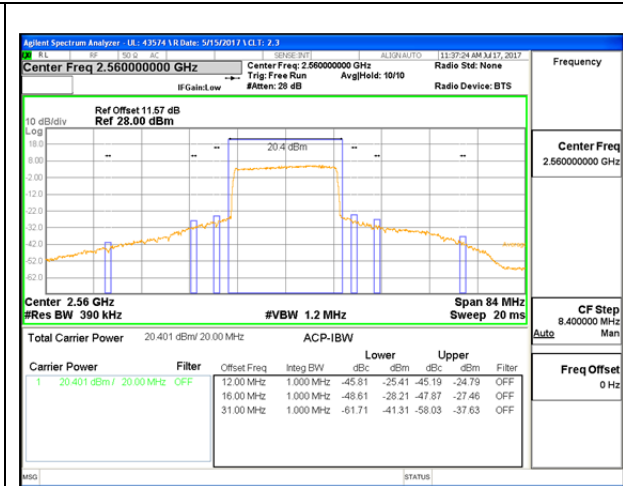 Agilent Spectrum Analyzer - UL: 43574 \ R Date: 5/15/2017 \ CLT: 2.3
RL RF 50 Ω AC SENSE:INT ALIGN AUTO 11:37:24 AM Jul 17, 2017
Center Freq 2.560000000 GHz Center Freq: 2.560000000 GHz Radio Std: None
Trig: Free Run Avg|Hold: 10/10
IFGain:Low #Atten: 28 dB Radio Device: BTS
Ref Offset 11.57 dB
10 dB/div Ref 28.00 dBm
Log
18.0 20.4 dBm
8.00
-- -- -- -- -- --
-2.00
-12.0
-22.0
-32.0
-42.0
-52.0
-62.0
Center 2.56 GHz Span 84 MHz
#Res BW 390 kHz #VBW 1.2 MHz Sweep 20 ms
Total Carrier Power 20.401 dBm/ 20.00 MHz ACP-IBW
Lower Upper
Carrier Power Filter Offset Freq Integ BW dBc dBm dBc dBm Filter
1 20.401 dBm / 20.00 MHz OFF 12.00 MHz 1.000 MHz -45.81 -25.41 -45.19 -24.79 OFF
16.00 MHz 1.000 MHz -48.61 -28.21 -47.87 -27.46 OFF
31.00 MHz 1.000 MHz -61.71 -41.31 -58.03 -37.63 OFF
MSG STATUS
Frequency
Center Freq
2.560000000 GHz
CF Step
8.400000 MHz
Auto Man
Freq Offset
0 Hz